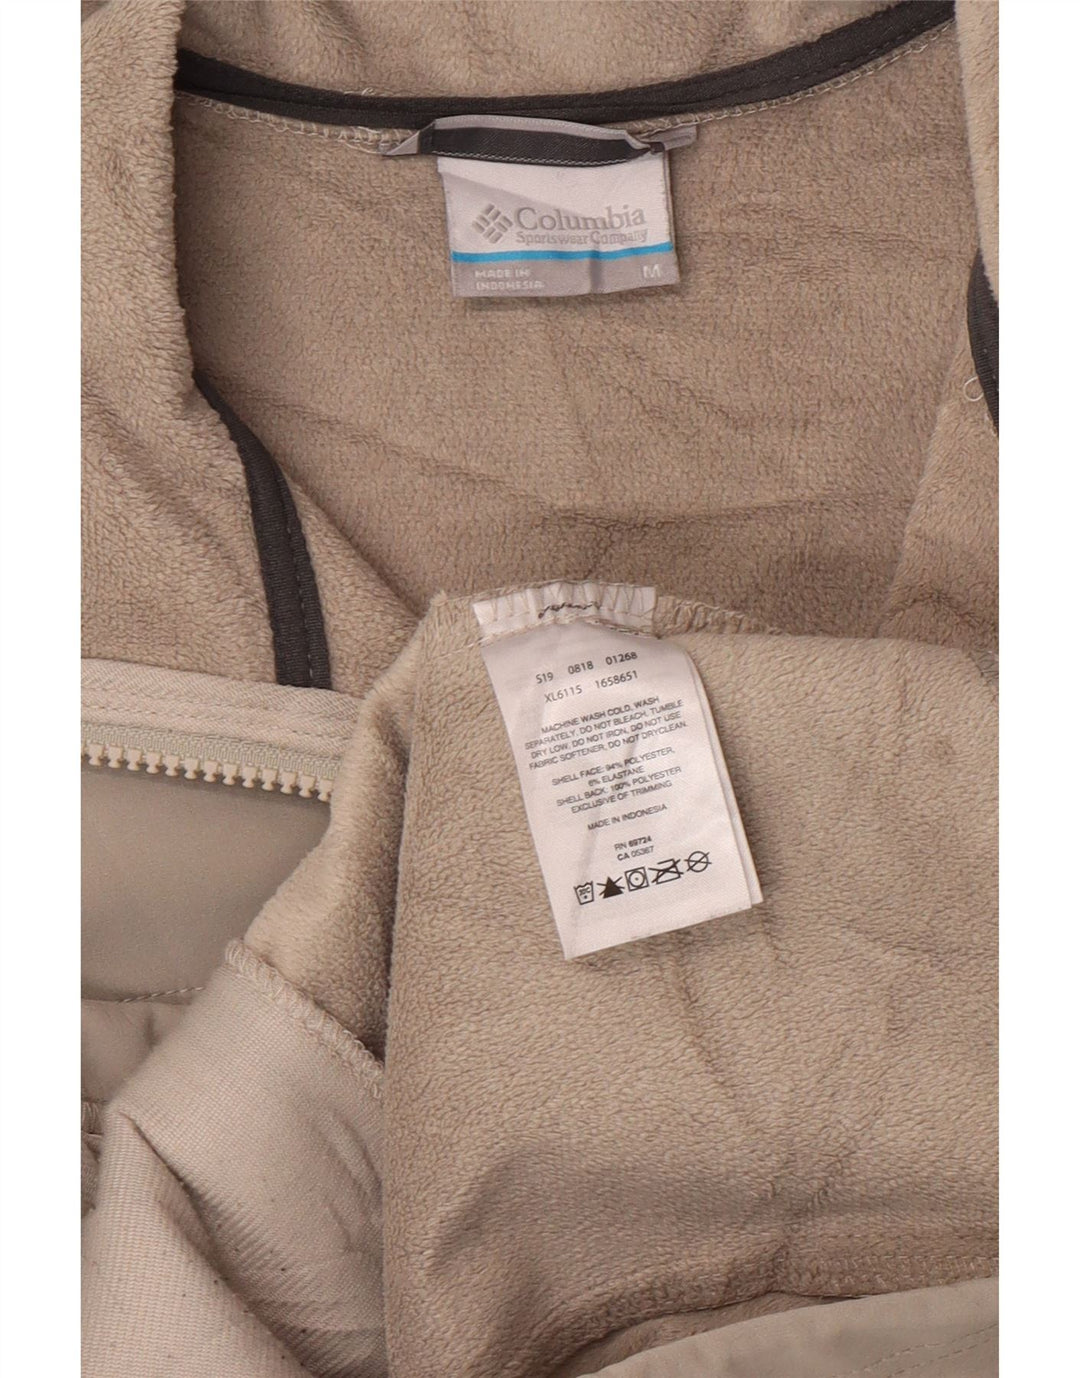 Columbia
Sportswear Company
MADE IN
INDONESIA
M
S19 0818 01268
XL6115 1658651
MACHINE WASH COLD, WASH
SEPARATELY, DO NOT BLEACH, TUMBLE
DRY LOW, DO NOT IRON, DO NOT USE
FABRIC SOFTENER, DO NOT DRYCLEAN.
SHELL FACE: 94% POLYESTER,
6% ELASTANE
SHELL BACK: 100% POLYESTER
EXCLUSIVE OF TRIMMING
MADE IN INDONESIA
RN 69724
CA 05367